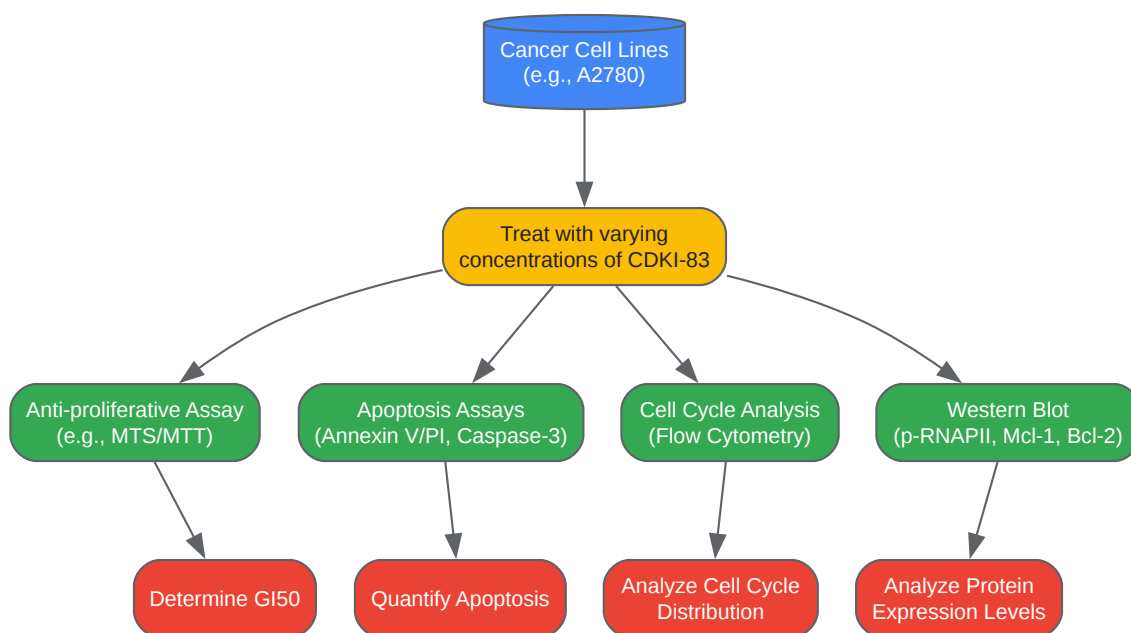 Cancer Cell Lines
(e.g., A2780)
Treat with varying
concentrations of CDKI-83
Anti-proliferative Assay
(e.g., MTS/MTT)
Apoptosis Assays
(Annexin V/PI, Caspase-3)
Cell Cycle Analysis
(Flow Cytometry)
Western Blot
(p-RNAPII, Mcl-1, Bcl-2)
Determine GI50
Quantify Apoptosis
Analyze Cell Cycle
Distribution
Analyze Protein
Expression Levels